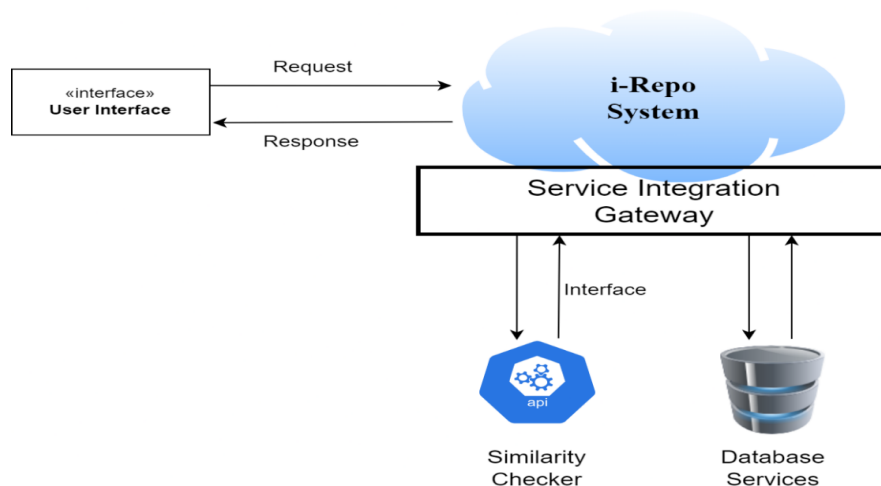 Request
«interface»
User Interface
Response
i-Repo
System
Service Integration
Gateway
Interface
api
Similarity
Checker
Database
Services